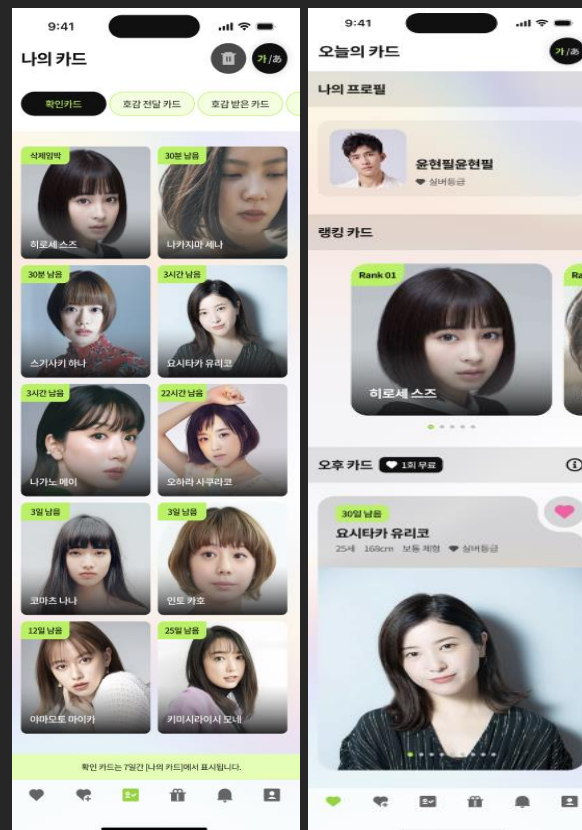 9:41
나의 카드
가/あ
확인카드
호감 전달 카드
호감 받은 카드
삭제임박
히로세 스즈
30분 남음
나카지마 세나
30분 남음
스기사키 하나
3시간 남음
요시타카 유리코
3시간 남음
나가노 메이
22시간 남음
오하라 사쿠라코
3일 남음
코마츠 나나
3일 남음
안토 카호
12일 남음
야마모토 마이카
25일 남음
키미시라이시 모네
확인 카드는 7일간 [나의 카드]에서 표시됩니다.
9:41
오늘의 카드
가/あ
나의 프로필
윤현필윤현필
실버등급
랭킹 카드
Rank 01
Ra
히로세 스즈
오후 카드
1회 무료
30일 남음
요시타카 유리코
25세 168cm 보통 체형 실버등급